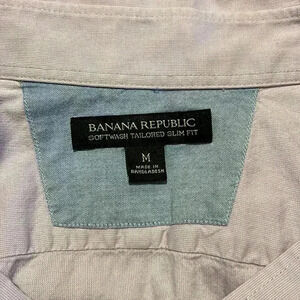 BANANA REPUBLIC
SOFTWASH TAILORED SLIM FIT
M
MADE IN
BANGLADESH